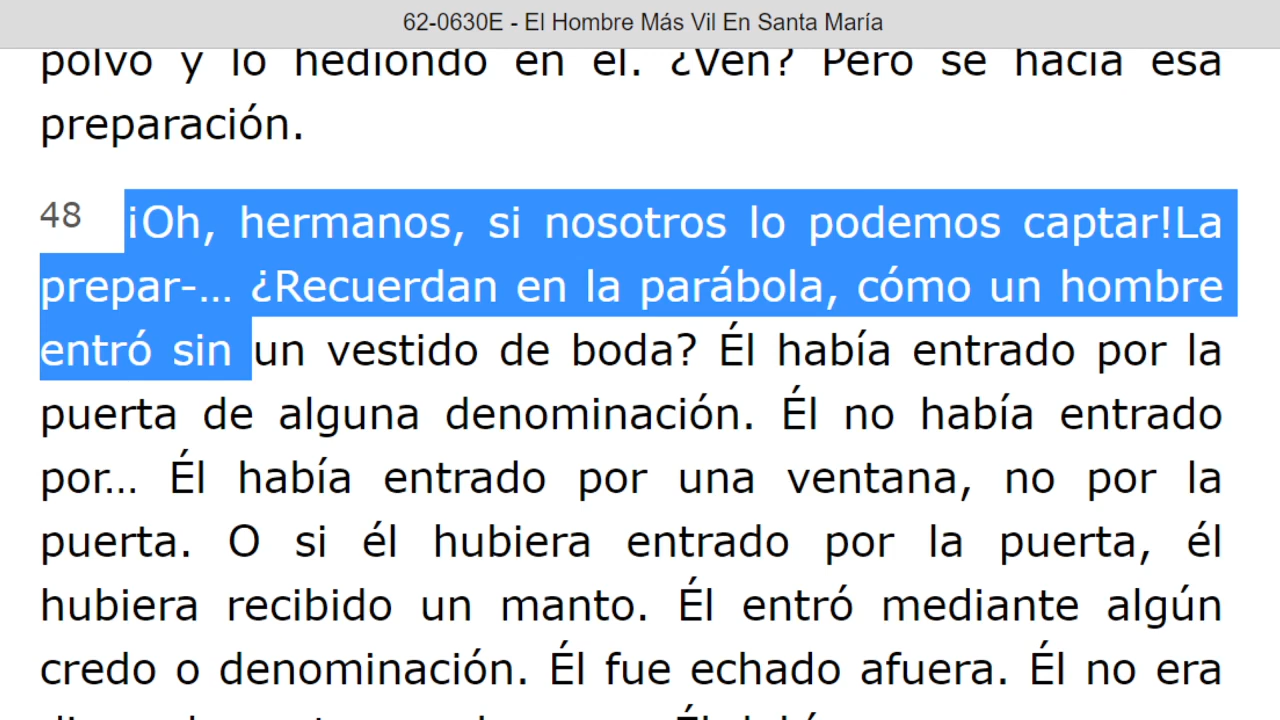 62-0630E - El Hombre Más Vil En Santa María
polvo y lo hediondo en él. ¿Ven? Pero se hacía esa
preparación.
48 ¡Oh, hermanos, si nosotros lo podemos captar!La
prepar-… ¿Recuerdan en la parábola, cómo un hombre
entró sin un vestido de boda? Él había entrado por la
puerta de alguna denominación. Él no había entrado
por… Él había entrado por una ventana, no por la
puerta. O si él hubiera entrado por la puerta, él
hubiera recibido un manto. Él entró mediante algún
credo o denominación. Él fue echado afuera. Él no era